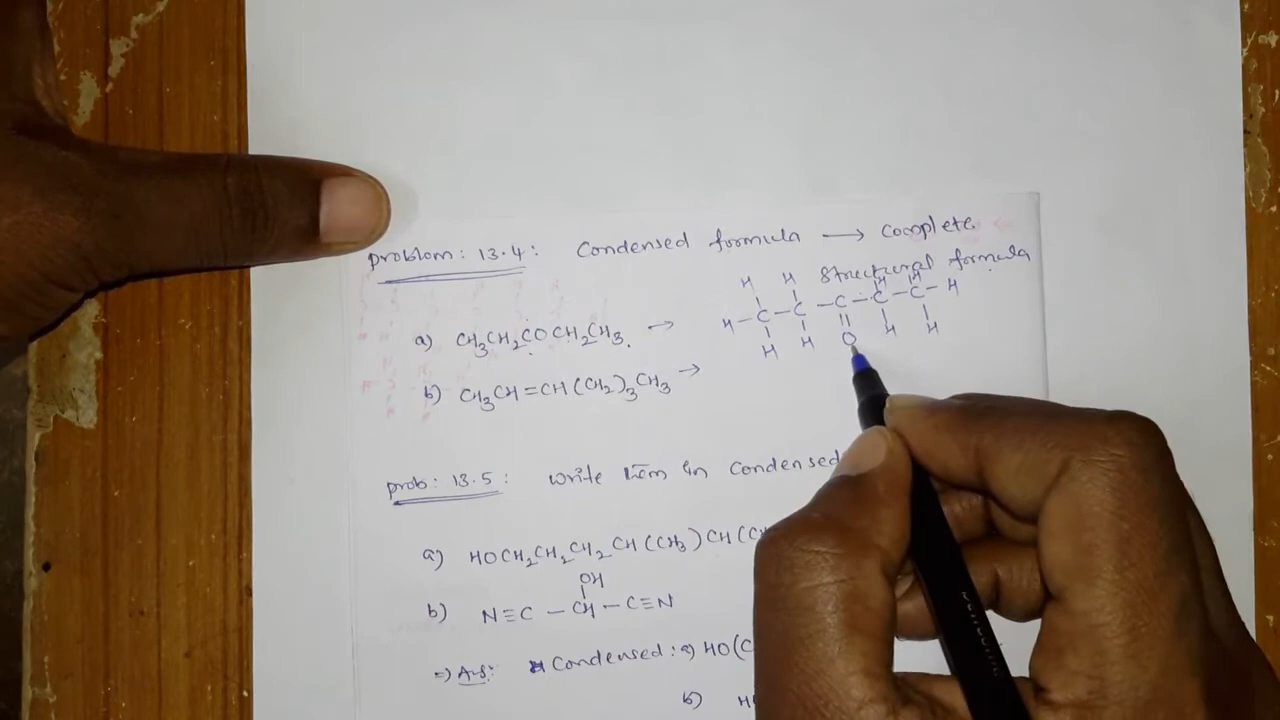 problem: 13.4: Condensed formula → Complete
Structural formula
a) CH₃CH₂COCH₂CH₃. →
H H H H
H – C – C – C – C – C – H
|| 
H H O H H
b) CH₃CH=CH(CH₂)₃CH₃ →
prob: 13.5: write them in Condensed
a) HOCH₂CH₂CH₂CH(CH₃)CH(CH
OH
b) N≡C – CH – C≡N
⇒) Ans: Condensed: a) HO(C
b) H